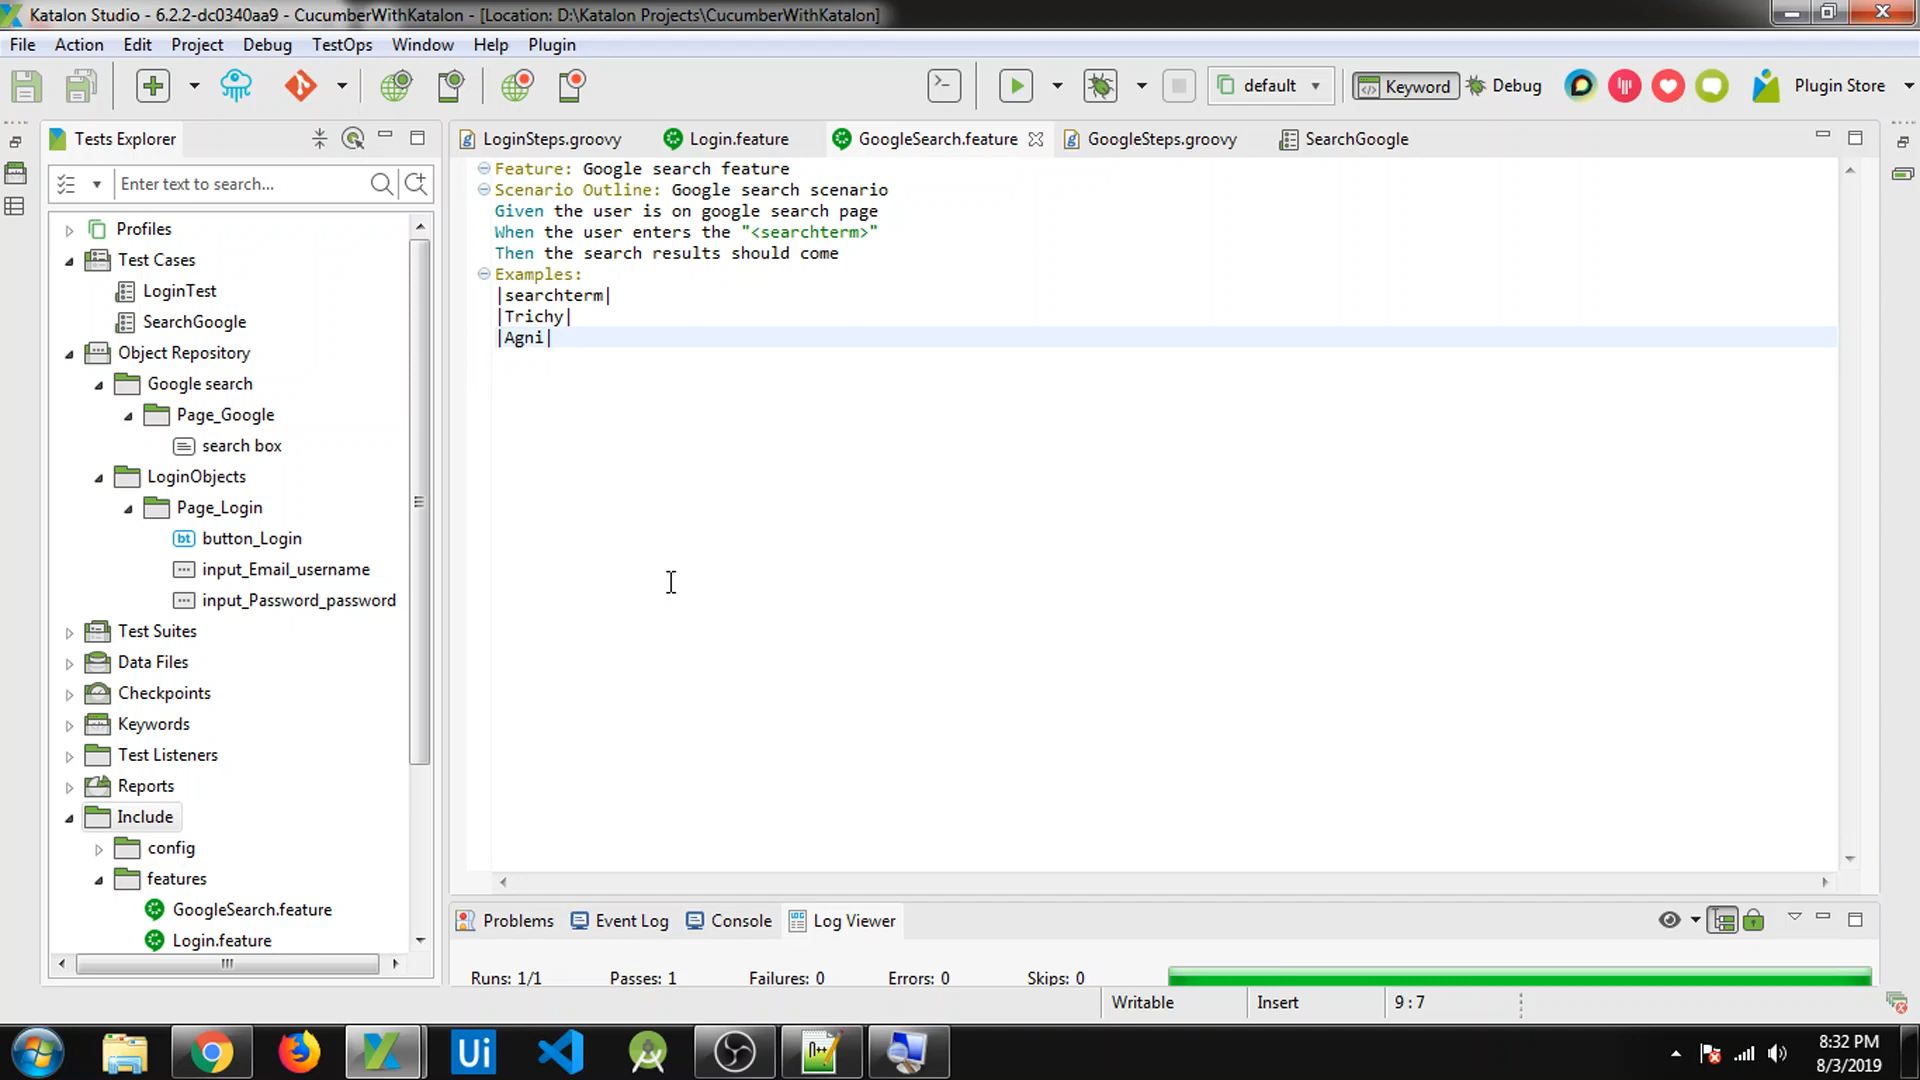 Katalon Studio - 6.2.2-dc0340aa9 - CucumberWithKatalon - [Location: D:\Katalon Projects\CucumberWithKatalon]
File Action Edit Project Debug TestOps Window Help Plugin
default Keyword Debug Plugin Store
Tests Explorer
Enter text to search...
Profiles
Test Cases
LoginTest
SearchGoogle
Object Repository
Google search
Page_Google
search box
LoginObjects
Page_Login
bt button_Login
input_Email_username
input_Password_password
Test Suites
Data Files
Checkpoints
Keywords
Test Listeners
Reports
Include
config
features
GoogleSearch.feature
Login.feature
LoginSteps.groovy Login.feature GoogleSearch.feature GoogleSteps.groovy SearchGoogle
Feature: Google search feature
Scenario Outline: Google search scenario
Given the user is on google search page
When the user enters the "<searchterm>"
Then the search results should come
Examples:
|searchterm|
|Trichy|
|Agni|
Problems Event Log Console Log Viewer
Runs: 1/1 Passes: 1 Failures: 0 Errors: 0 Skips: 0
Writable Insert 9 : 7
Ui
8:32 PM
8/3/2019